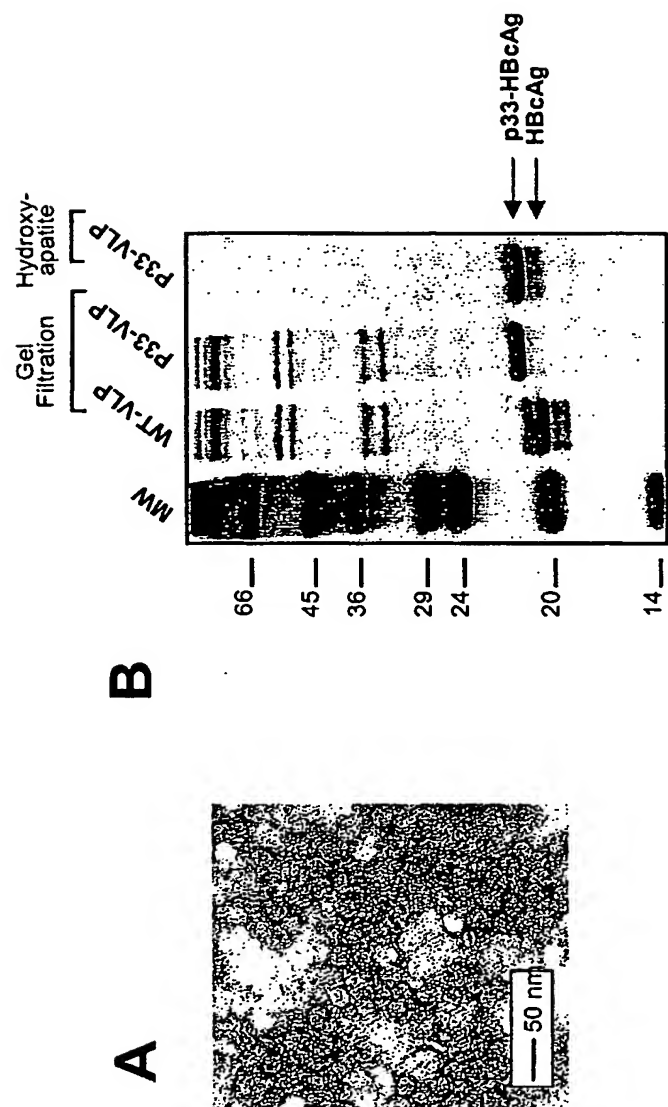 A
50 nm
B
Gel
Filtration
Hydroxy-
apatite
MW
WT-VLP
P33-VLP
P33-VLP
66
45
36
29
24
20
14
p33-HBcAg
HBcAg